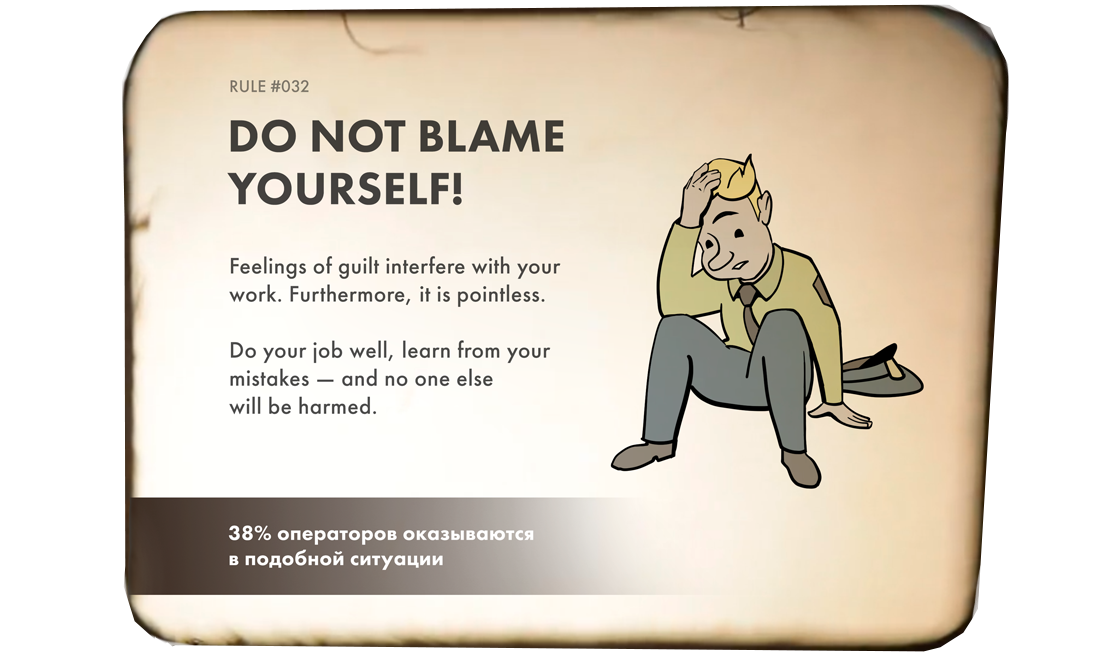 RULE #032
DO NOT BLAME
YOURSELF!
Feelings of guilt interfere with your
work. Furthermore, it is pointless.
Do your job well, learn from your
mistakes — and no one else
will be harmed.
38% операторов оказываются
в подобной ситуации